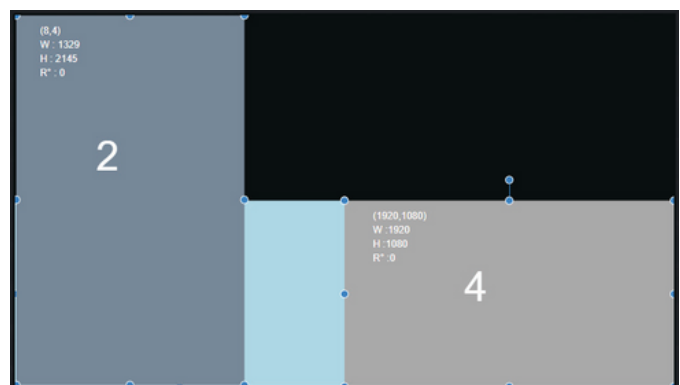 (8,4)
W : 1329
H : 2145
R° : 0
2
(1920,1080)
W :1920
H :1080
R° :0
4